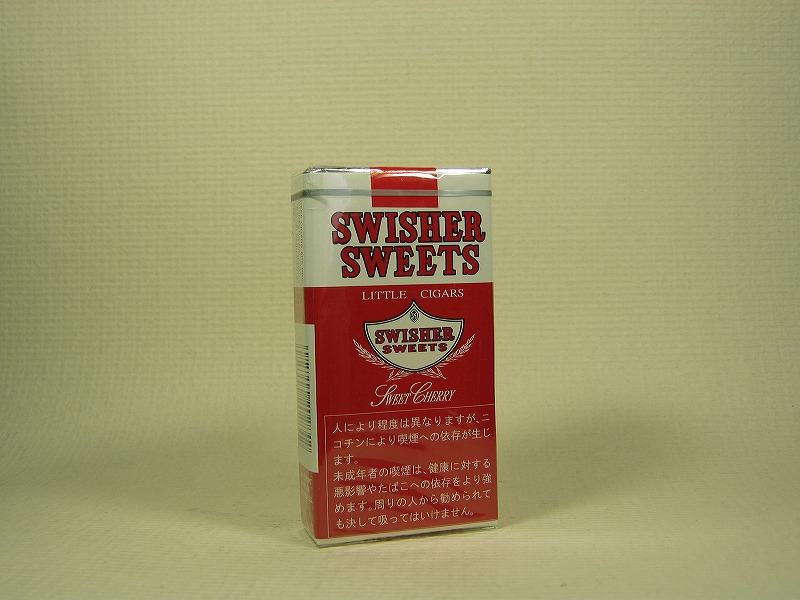 SWISHER
SWEETS
LITTLE CIGARS
SWISHER
SWEETS
SWEET CHERRY
人により程度は異なりますが、ニ
コチンにより喫煙への依存が生じ
ます。
未成年者の喫煙は、健康に対する
悪影響やたばこへの依存をより強
めます。周りの人から勧められて
も決して吸ってはいけません。